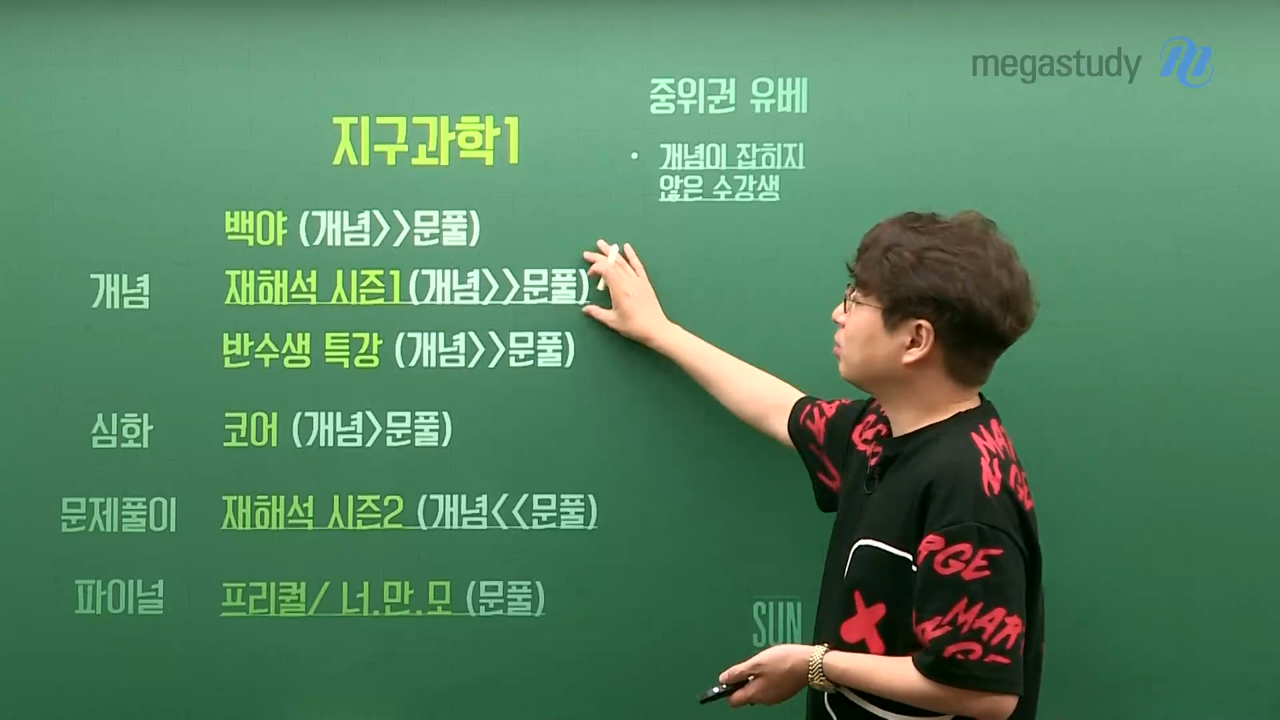 megastudy
중위권 유베
지구과학1
• 개념이 잡히지
않은 수강생
백야 (개념>>문풀)
개념 재해석 시즌1(개념>>문풀)
반수생 특강 (개념>>문풀)
심화 코어 (개념>문풀)
문제풀이 재해석 시즌2 (개념<<문풀)
파이널 프리퀄/ 너.만.모 (문풀)
SUN